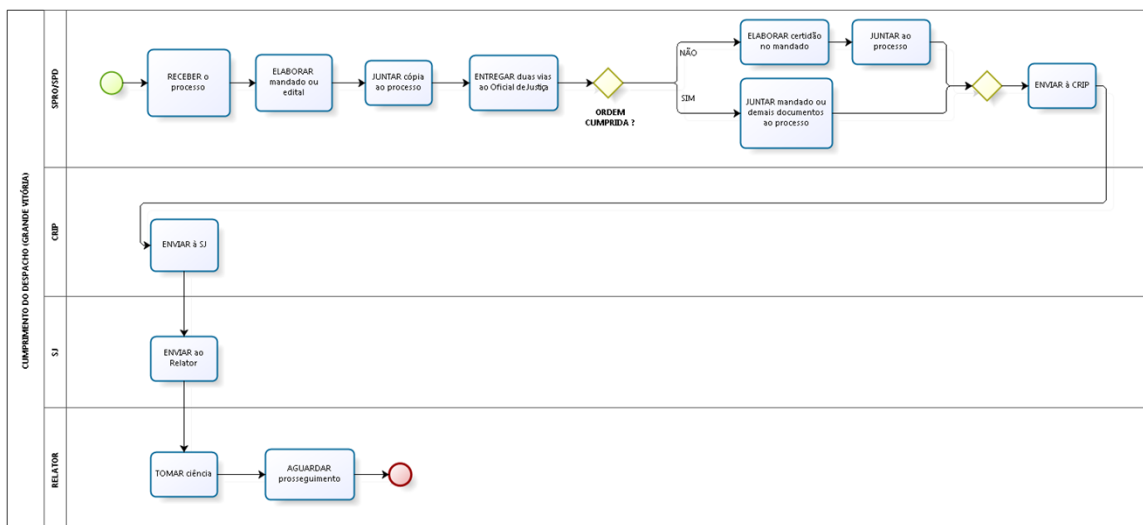 CUMPRIMENTO DO DESPACHO (GRANDE VITÓRIA)
SPRO/SPD
RECEBER o
processo
ELABORAR
mandado ou
edital
JUNTAR cópia
ao processo
ENTREGAR duas vias
ao Oficial de Justiça
ORDEM
CUMPRIDA ?
NÃO
ELABORAR certidão
no mandado
JUNTAR ao
processo
SIM
JUNTAR mandado ou
demais documentos
ao processo
ENVIAR à CRIP
CRIP
ENVIAR à SJ
SJ
ENVIAR ao
Relator
RELATOR
TOMAR ciência
AGUARDAR
prosseguimento